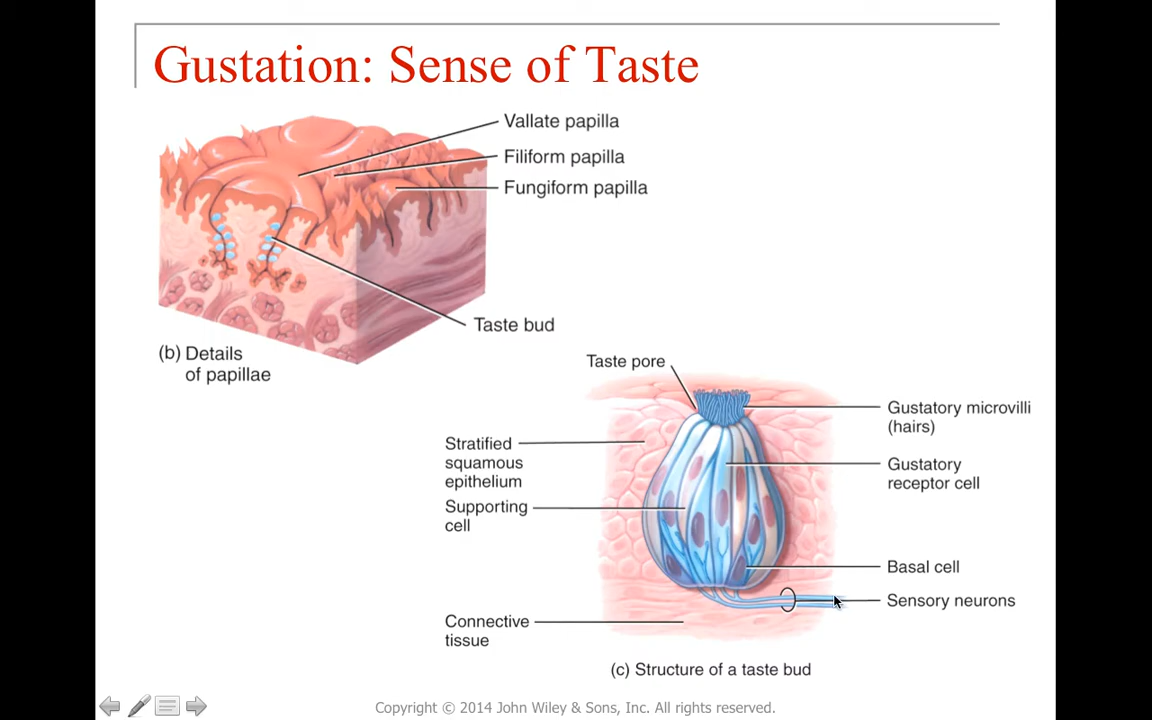 Gustation: Sense of Taste
Vallate papilla
Filiform papilla
Fungiform papilla
Taste bud
(b) Details
of papillae
Taste pore
Gustatory microvilli
(hairs)
Stratified
squamous
epithelium
Gustatory
receptor cell
Supporting
cell
Basal cell
Sensory neurons
Connective
tissue
(c) Structure of a taste bud
Copyright © 2014 John Wiley & Sons, Inc. All rights reserved.